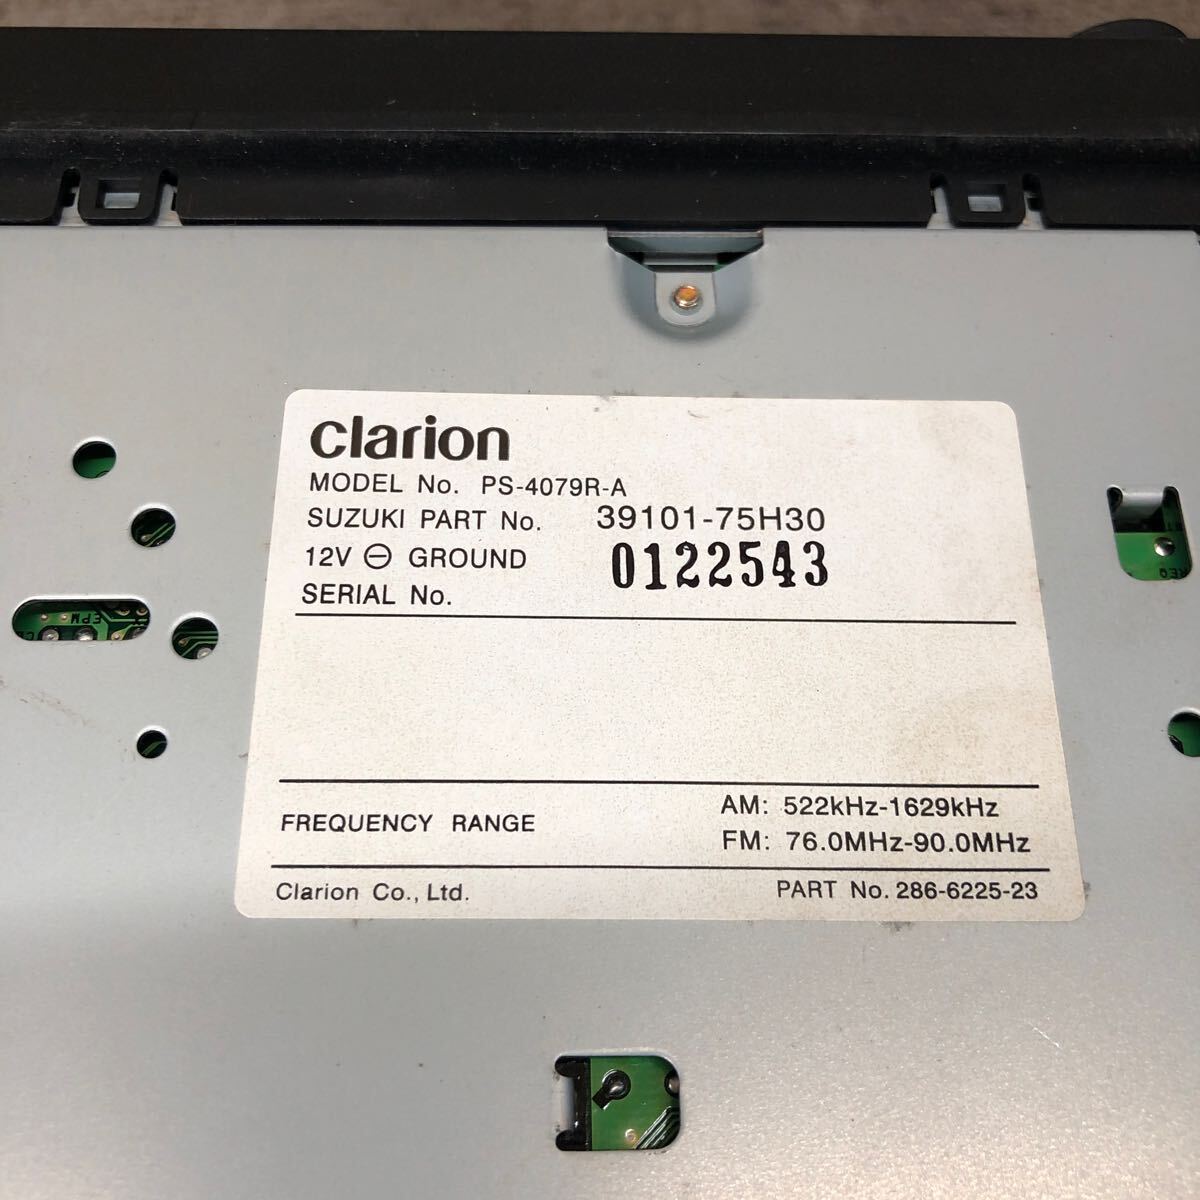 clarion
MODEL No. PS-4079R-A
SUZUKI PART No. 39101-75H30
12V ⊖ GROUND 0122543
SERIAL No.
FREQUENCY RANGE
AM: 522kHz-1629kHz
FM: 76.0MHz-90.0MHz
Clarion Co., Ltd. PART No. 286-6225-23